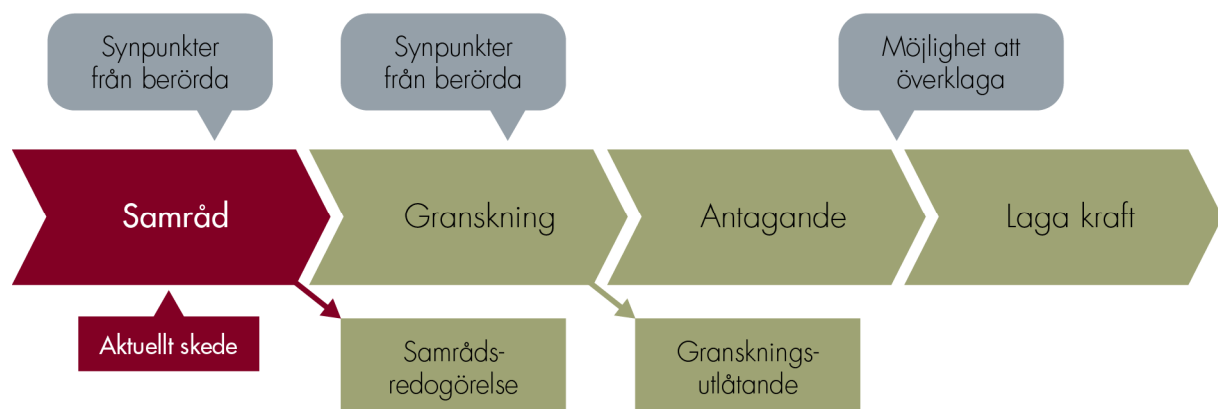 Synpunkter
från berörda
Synpunkter
från berörda
Möjlighet att
överklaga
Samråd
Granskning
Antagande
Laga kraft
Aktuellt skede
Samråds-
redogörelse
Gransknings-
utlåtande